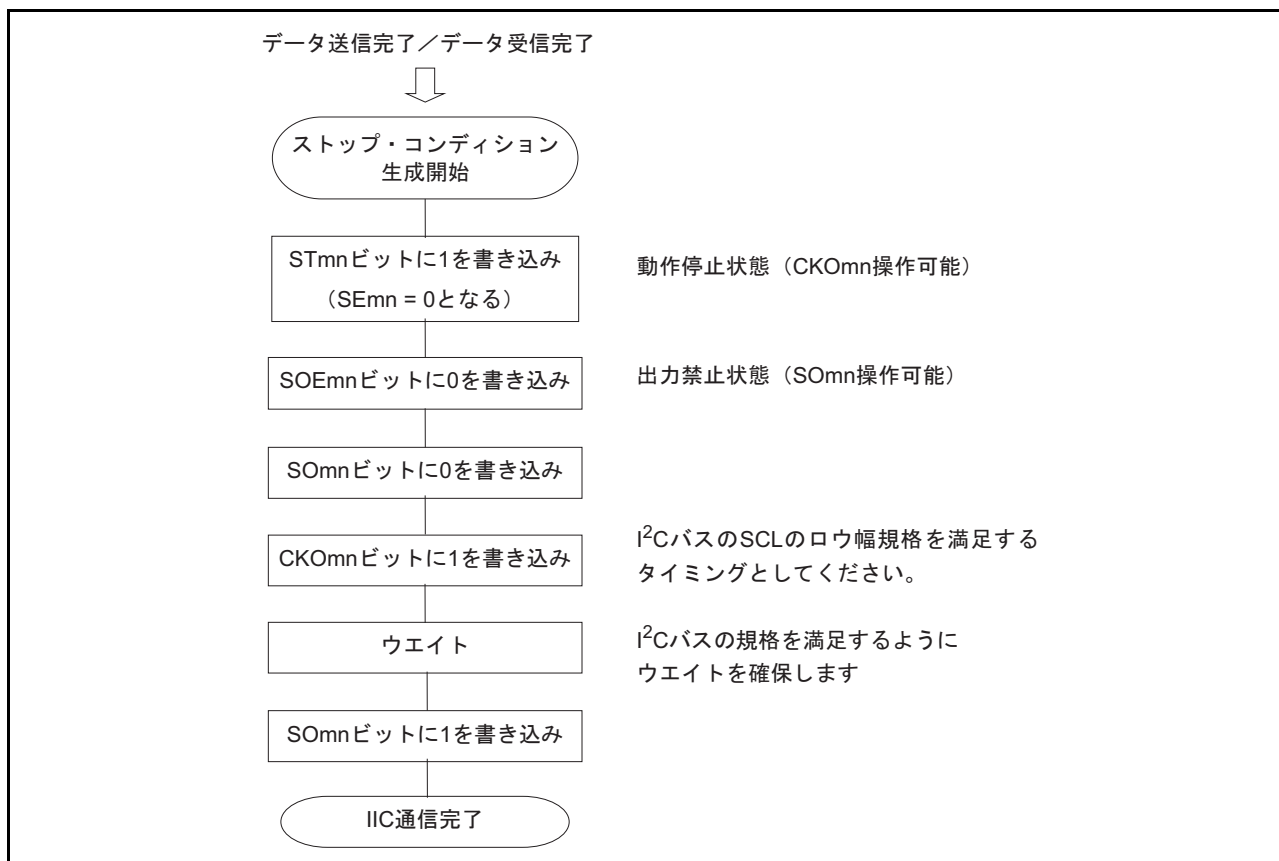 データ送信完了／データ受信完了
ストップ・コンディション
生成開始
STmnビットに1を書き込み
（SEmn = 0となる）
動作停止状態（CKOmn操作可能）
SOEmnビットに0を書き込み
出力禁止状態（SOmn操作可能）
SOmnビットに0を書き込み
CKOmnビットに1を書き込み
I²CバスのSCLのロウ幅規格を満足する
タイミングとしてください。
ウエイト
I²Cバスの規格を満足するように
ウエイトを確保します
SOmnビットに1を書き込み
IIC通信完了